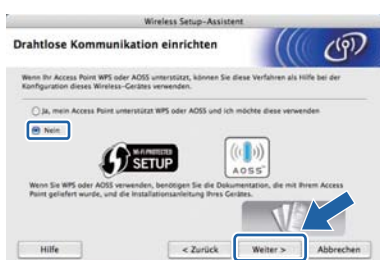 Wireless Setup-Assistent
Drahtlose Kommunikation einrichten
Wenn Ihr Access Point WPS oder AOSS unterstützt, können Sie diese Verfahren als Hilfe bei der
Konfiguration dieses Wireless-Gerätes verwenden.
Ja, mein Access Point unterstützt WPS oder AOSS und ich möchte diese verwenden
Nein
WI-FI PROTECTED
SETUP
AOSS
Wenn Sie WPS oder AOSS verwenden, benötigen Sie die Dokumentation, die mit Ihrem Access
Point geliefert wurde, und die Installationsanleitung Ihres Gerätes.
Hilfe
< Zurück
Weiter >
Abbrechen